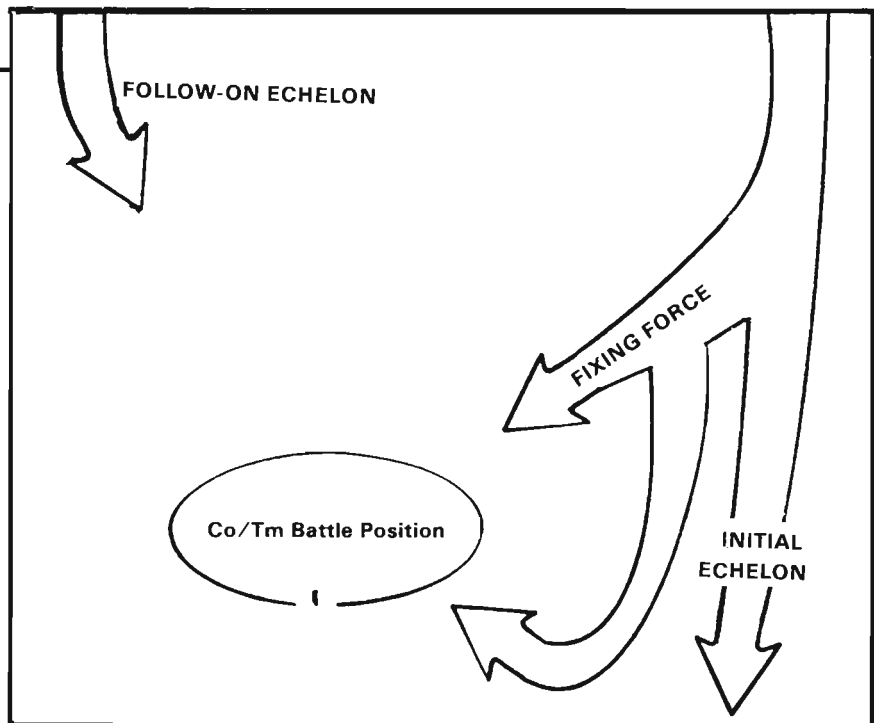 FOLLOW-ON ECHELON
FIXING FORCE
Co/Tm Battle Position
INITIAL
ECHELON